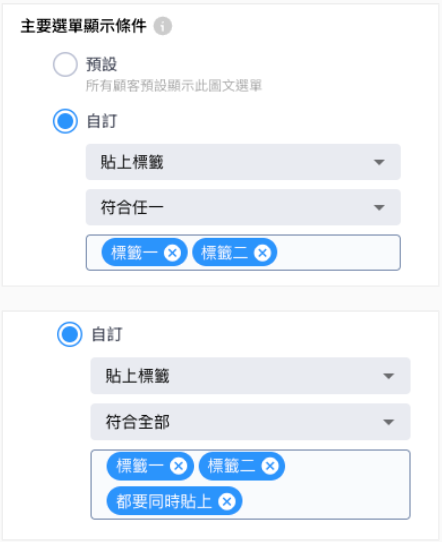 主要選單顯示條件
預設
所有顧客預設顯示此圖文選單
自訂
貼上標籤
符合任一
標籤一 標籤二
自訂
貼上標籤
符合全部
標籤一 標籤二
都要同時貼上